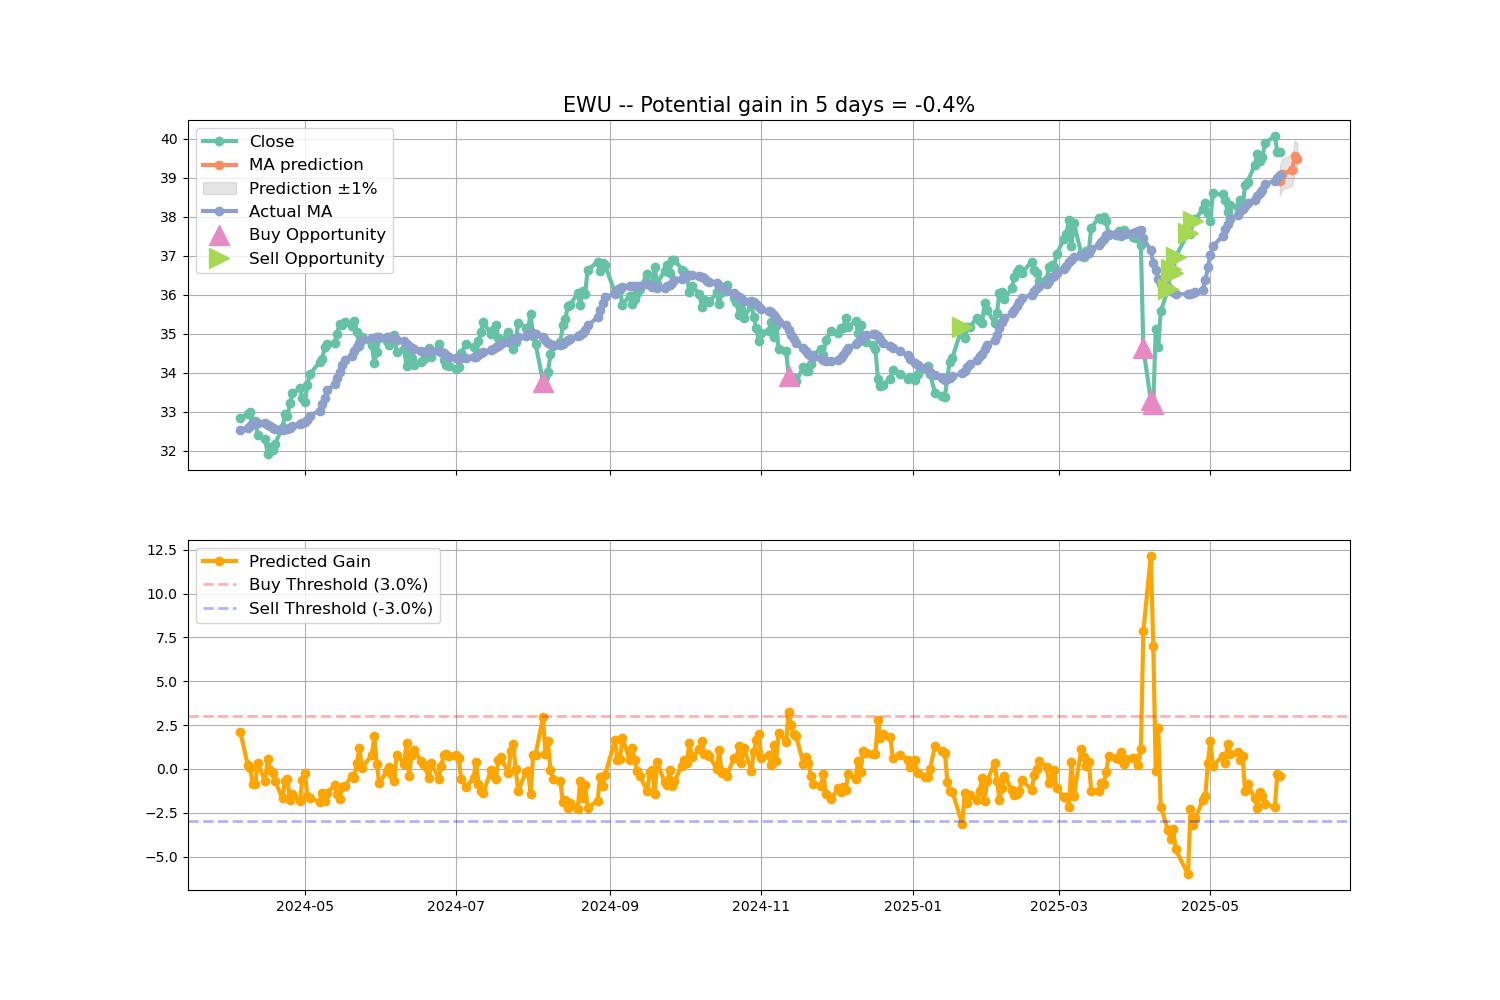 EWU -- Potential gain in 5 days = -0.4%
40
39
38
37
36
35
34
33
32
Close
MA prediction
Prediction ±1%
Actual MA
Buy Opportunity
Sell Opportunity
12.5
10.0
7.5
5.0
2.5
0.0
−2.5
−5.0
Predicted Gain
Buy Threshold (3.0%)
Sell Threshold (-3.0%)
2024-05
2024-07
2024-09
2024-11
2025-01
2025-03
2025-05